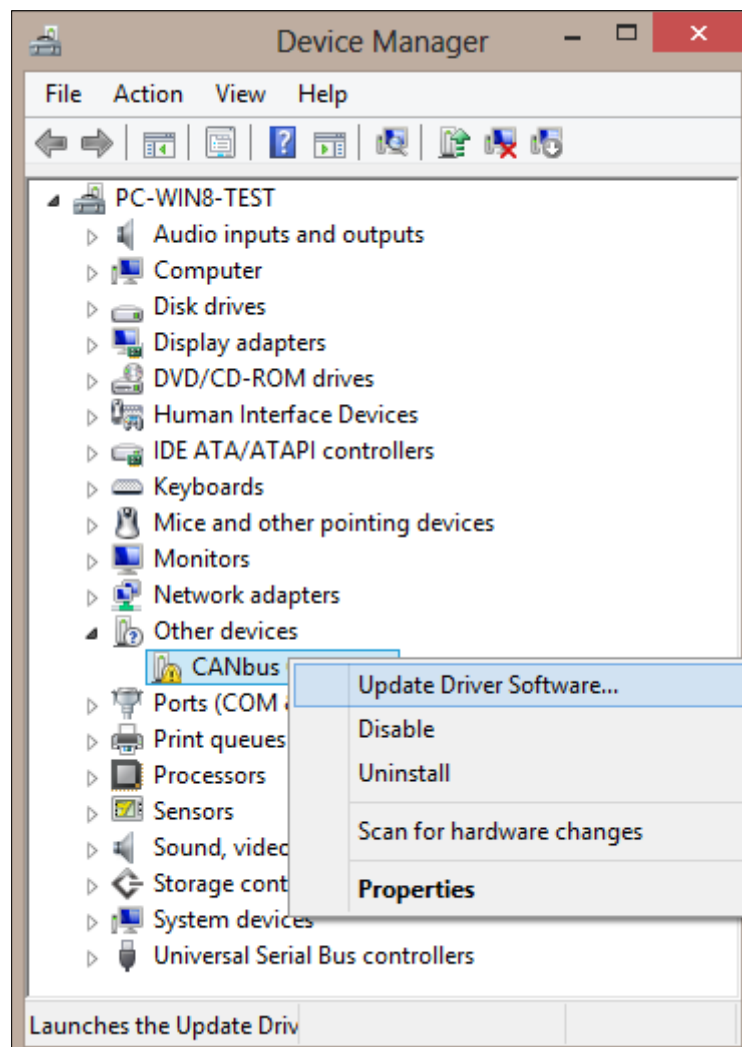 Device Manager
File Action View Help
PC-WIN8-TEST
Audio inputs and outputs
Computer
Disk drives
Display adapters
DVD/CD-ROM drives
Human Interface Devices
IDE ATA/ATAPI controllers
Keyboards
Mice and other pointing devices
Monitors
Network adapters
Other devices
CANbus
Ports (COM
Print queues
Processors
Sensors
Sound, videc
Storage cont
System devices
Universal Serial Bus controllers
Update Driver Software...
Disable
Uninstall
Scan for hardware changes
Properties
Launches the Update Driv